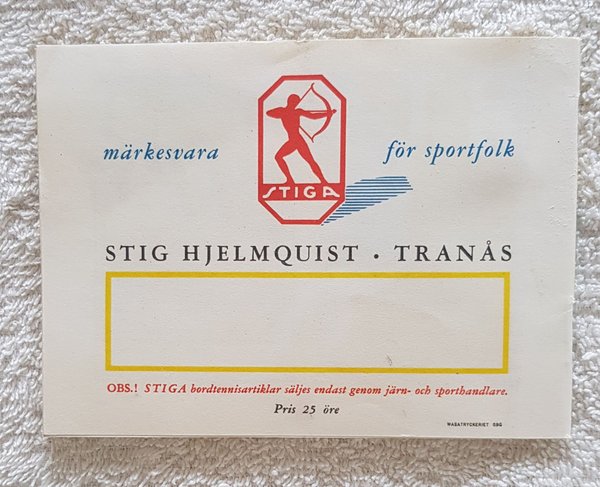 märkesvara
för sportfolk
STIGA
STIG HJELMQUIST · TRANÅS
OBS.! STIGA bordtennisartiklar säljes endast genom järn- och sporthandlare.
Pris 25 öre
WASATRYCKERIET GBG